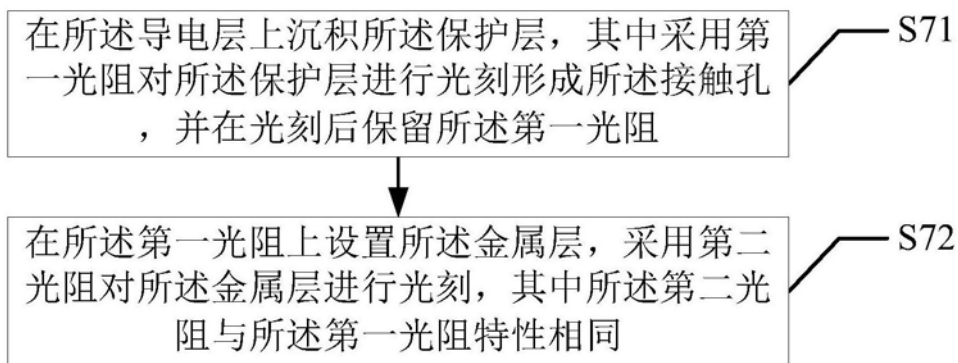 在所述导电层上沉积所述保护层，其中采用第
一光阻对所述保护层进行光刻形成所述接触孔
，并在光刻后保留所述第一光阻
S71
在所述第一光阻上设置所述金属层，采用第二
光阻对所述金属层进行光刻，其中所述第二光
阻与所述第一光阻特性相同
S72